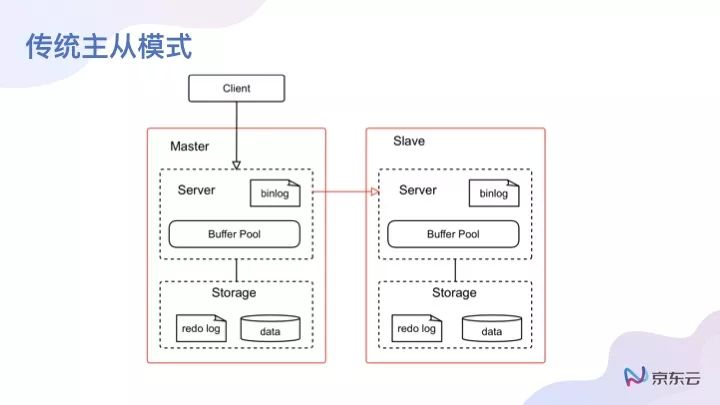 传统主从模式
Client
Master
Server
binlog
Buffer Pool
Storage
redo log
data
Slave
Server
binlog
Buffer Pool
Storage
redo log
data
京东云